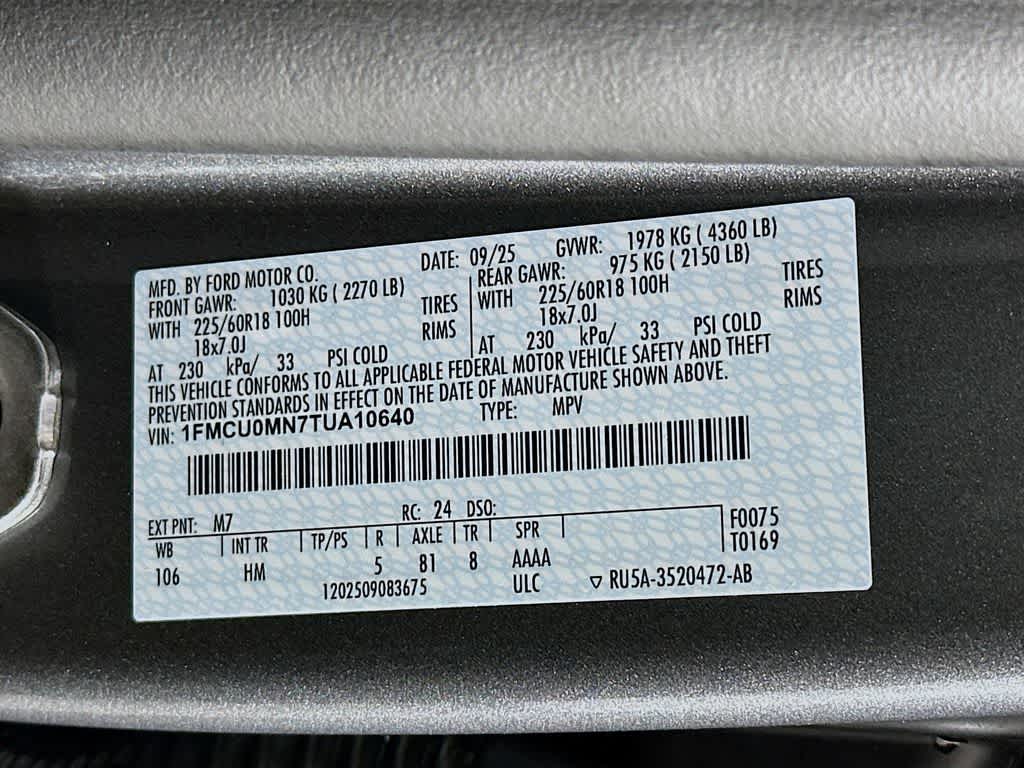 MFD. BY FORD MOTOR CO. DATE: 09/25 GVWR: 1978 KG ( 4360 LB)
FRONT GAWR: 1030 KG ( 2270 LB) REAR GAWR: 975 KG ( 2150 LB)
WITH 225/60R18 100H TIRES WITH 225/60R18 100H TIRES
18x7.0J RIMS 18x7.0J RIMS
AT 230 kPa/ 33 PSI COLD AT 230 kPa/ 33 PSI COLD
THIS VEHICLE CONFORMS TO ALL APPLICABLE FEDERAL MOTOR VEHICLE SAFETY AND THEFT
PREVENTION STANDARDS IN EFFECT ON THE DATE OF MANUFACTURE SHOWN ABOVE.
VIN: 1FMCU0MN7TUA10640 TYPE: MPV
EXT PNT: M7 RC: 24 DSO: F0075
WB INT TR TP/PS R AXLE TR SPR T0169
106 HM 5 81 8 AAAA
1202509083675 ULC RU5A-3520472-AB